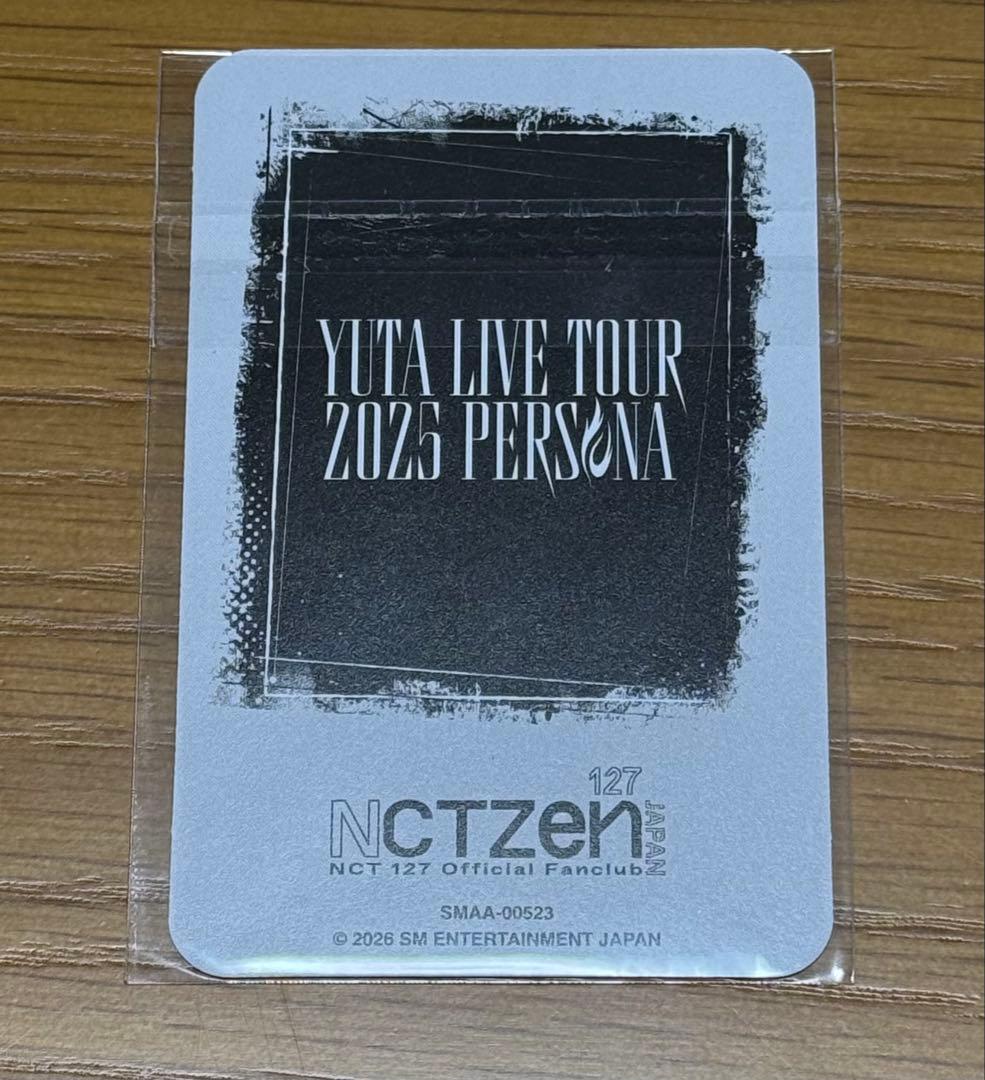 YUTA LIVE TOUR
2025 PERSONA
127
NCTzen
JAPAN
NCT 127 Official Fanclub
SMAA-00523
© 2026 SM ENTERTAINMENT JAPAN